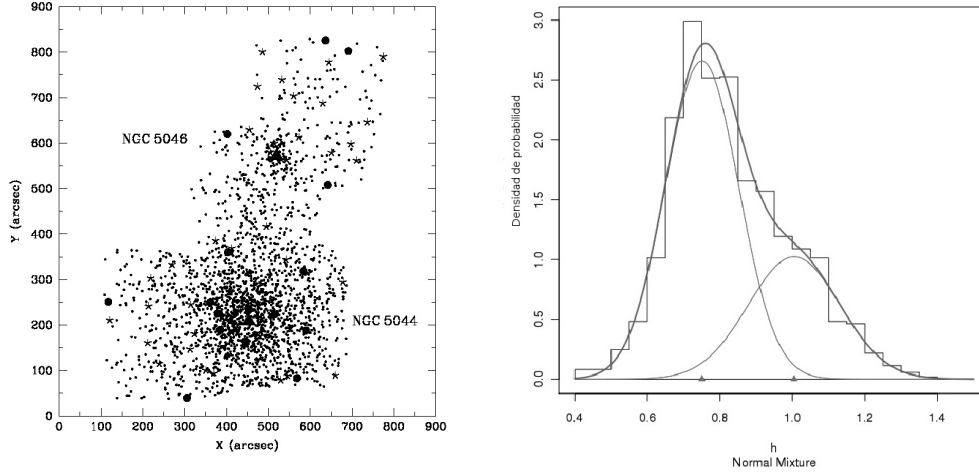 900
800
700
600
500
400
300
200
100
0
Y (arcsec)
NGC 5046
NGC 5044
0 100 200 300 400 500 600 700 800 900
X (arcsec)
3.0
2.5
2.0
1.5
1.0
0.5
0.0
Densidad de probabilidad
0.4 0.6 0.8 1.0 1.2 1.4
h
Normal Mixture